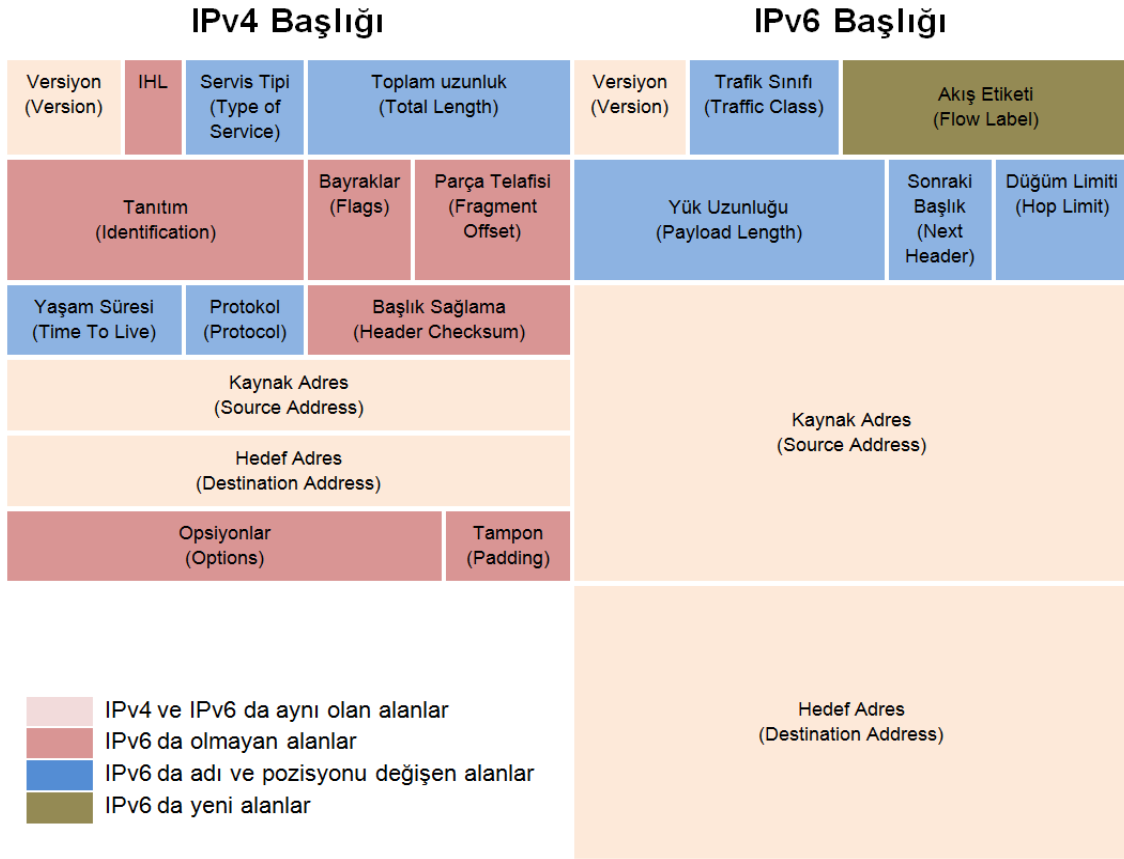 IPv4 Başlığı
IPv6 Başlığı
Versiyon
(Version)
IHL
Servis Tipi
(Type of
Service)
Toplam uzunluk
(Total Length)
Tanıtım
(Identification)
Bayraklar
(Flags)
Parça Telafisi
(Fragment
Offset)
Yaşam Süresi
(Time To Live)
Protokol
(Protocol)
Başlık Sağlama
(Header Checksum)
Kaynak Adres
(Source Address)
Hedef Adres
(Destination Address)
Opsiyonlar
(Options)
Tampon
(Padding)
Versiyon
(Version)
Trafik Sınıfı
(Traffic Class)
Akış Etiketi
(Flow Label)
Yük Uzunluğu
(Payload Length)
Sonraki
Başlık
(Next
Header)
Düğüm Limiti
(Hop Limit)
Kaynak Adres
(Source Address)
Hedef Adres
(Destination Address)
IPv4 ve IPv6 da aynı olan alanlar
IPv6 da olmayan alanlar
IPv6 da adı ve pozisyonu değişen alanlar
IPv6 da yeni alanlar